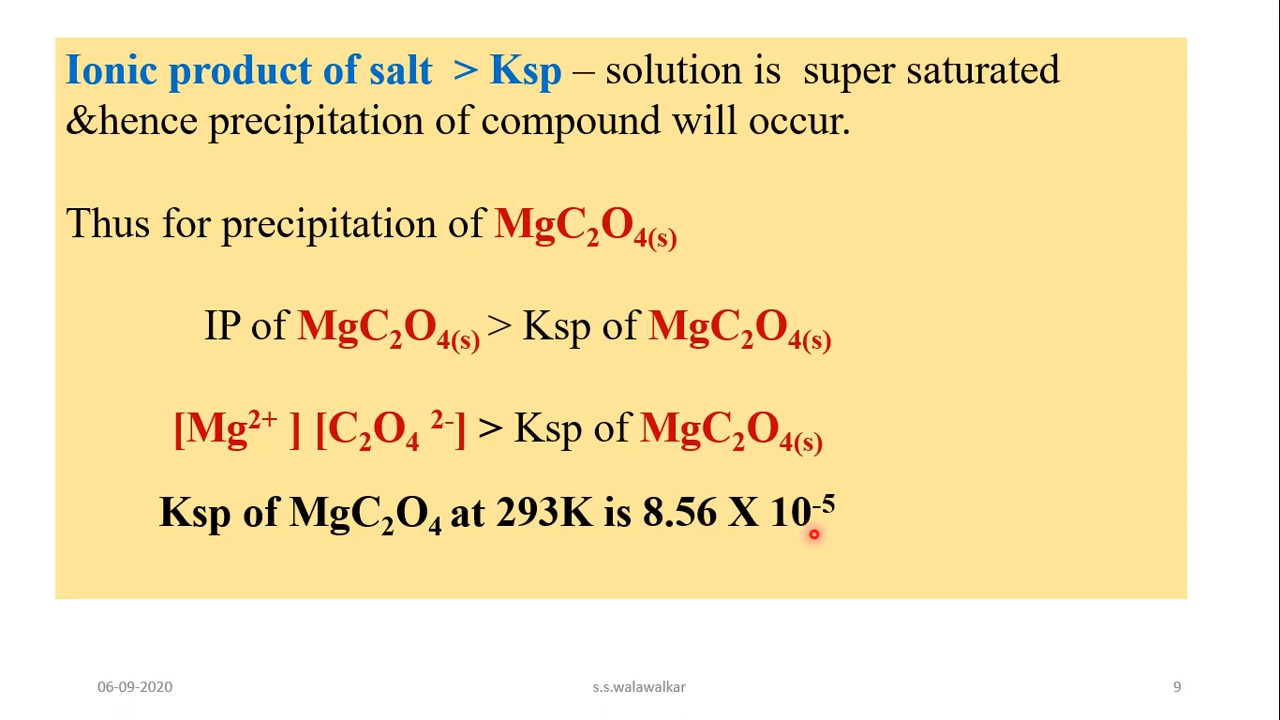 Ionic product of salt > Ksp – solution is super saturated
&hence precipitation of compound will occur.
Thus for precipitation of MgC₂O₄₍ₛ₎
IP of MgC₂O₄₍ₛ₎ > Ksp of MgC₂O₄₍ₛ₎
[Mg²⁺ ] [C₂O₄ ²⁻] > Ksp of MgC₂O₄₍ₛ₎
Ksp of MgC₂O₄ at 293K is 8.56 X 10⁻⁵
06-09-2020
s.s.walawalkar
9